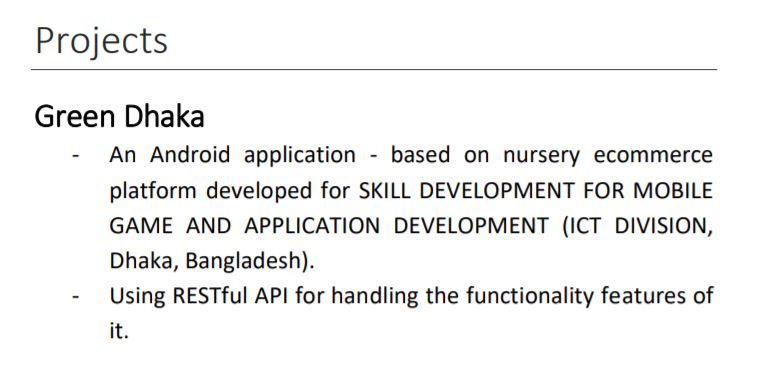 Projects
Green Dhaka
- An Android application - based on nursery ecommerce
platform developed for SKILL DEVELOPMENT FOR MOBILE
GAME AND APPLICATION DEVELOPMENT (ICT DIVISION,
Dhaka, Bangladesh).
- Using RESTful API for handling the functionality features of
it.